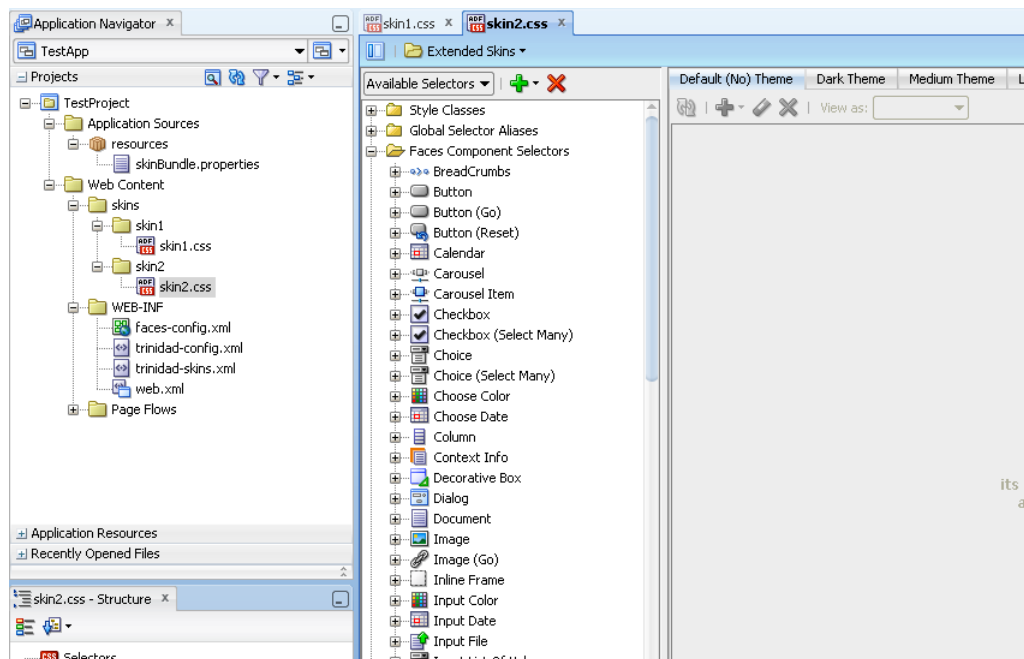 Application Navigator
TestApp
Projects
TestProject
Application Sources
resources
skinBundle.properties
Web Content
skins
skin1
skin1.css
skin2
skin2.css
WEB-INF
faces-config.xml
trinidad-config.xml
trinidad-skins.xml
web.xml
Page Flows
Application Resources
Recently Opened Files
skin2.css - Structure
Selectors
skin1.css
skin2.css
Extended Skins
Available Selectors
Style Classes
Global Selector Aliases
Faces Component Selectors
BreadCrumbs
Button
Button (Go)
Button (Reset)
Calendar
Carousel
Carousel Item
Checkbox
Checkbox (Select Many)
Choice
Choice (Select Many)
Choose Color
Choose Date
Column
Context Info
Decorative Box
Dialog
Document
Image
Image (Go)
Inline Frame
Input Color
Input Date
Input File
Default (No) Theme
Dark Theme
Medium Theme
L
View as:
its
a